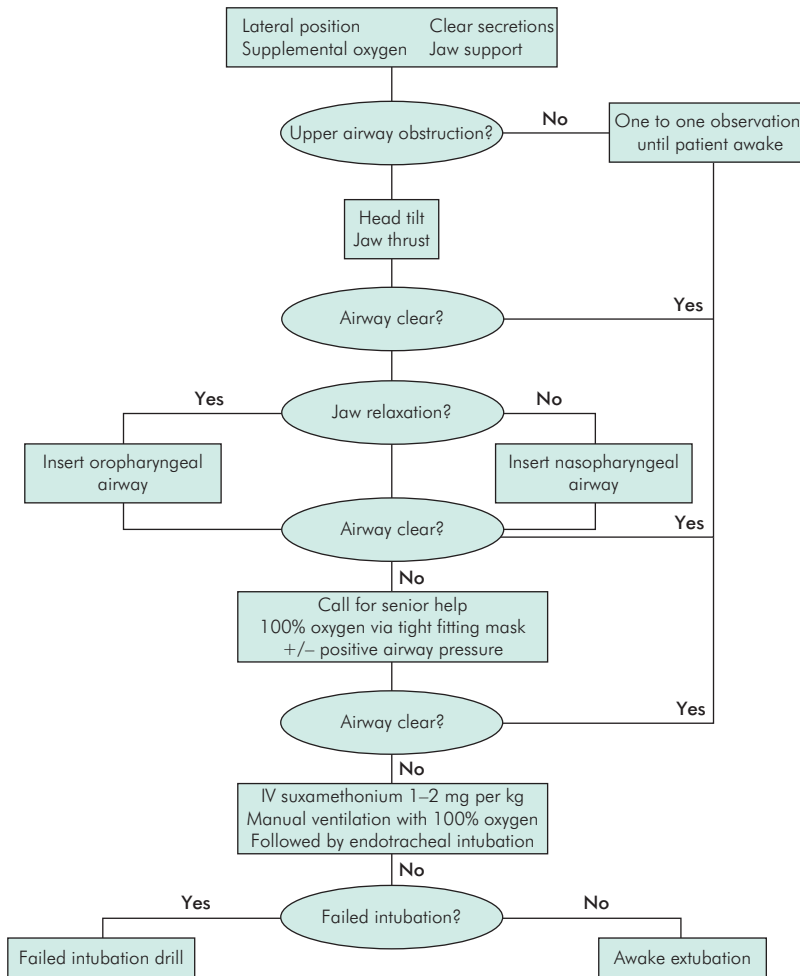 Lateral position Clear secretions
Supplemental oxygen Jaw support
Upper airway obstruction?
No
One to one observation
until patient awake
Head tilt
Jaw thrust
Airway clear?
Yes
Yes
Jaw relaxation?
No
Insert oropharyngeal
airway
Insert nasopharyngeal
airway
Airway clear?
Yes
No
Call for senior help
100% oxygen via tight fitting mask
+/– positive airway pressure
Airway clear?
Yes
No
IV suxamethonium 1–2 mg per kg
Manual ventilation with 100% oxygen
Followed by endotracheal intubation
No
Yes
Failed intubation?
No
Failed intubation drill
Awake extubation